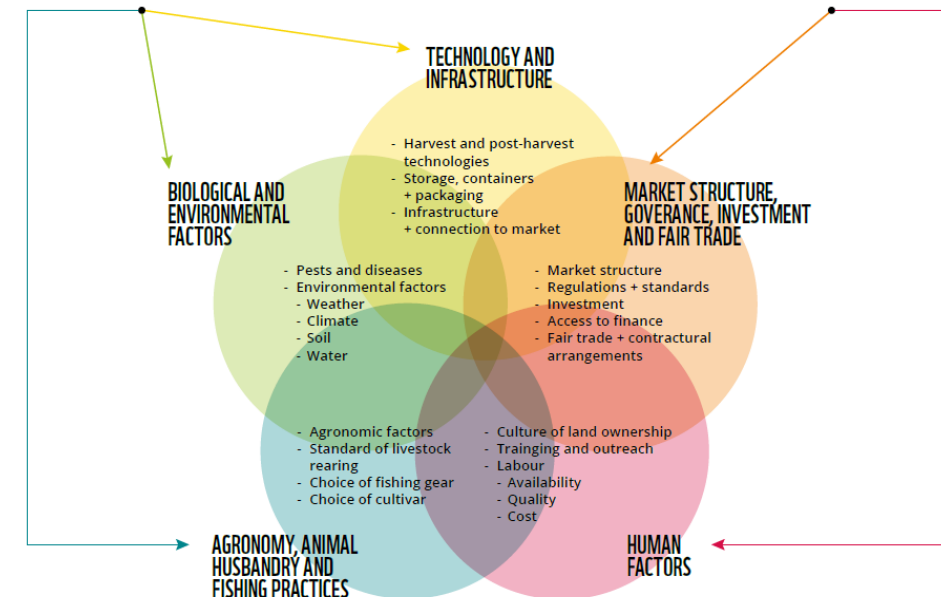 TECHNOLOGY AND
INFRASTRUCTURE
- Harvest and post-harvest
technologies
- Storage, containers
+ packaging
- Infrastructure
+ connection to market
BIOLOGICAL AND
ENVIRONMENTAL
FACTORS
- Pests and diseases
- Environmental factors
- Weather
- Climate
- Soil
- Water
MARKET STRUCTURE,
GOVERANCE, INVESTMENT
AND FAIR TRADE
- Market structure
- Regulations + standards
- Investment
- Access to finance
- Fair trade + contractural
arrangements
- Agronomic factors
- Standard of livestock
rearing
- Choice of fishing gear
- Choice of cultivar
AGRONOMY, ANIMAL
HUSBANDRY AND
FISHING PRACTICES
- Culture of land ownership
- Trainging and outreach
- Labour
- Availability
- Quality
- Cost
HUMAN
FACTORS